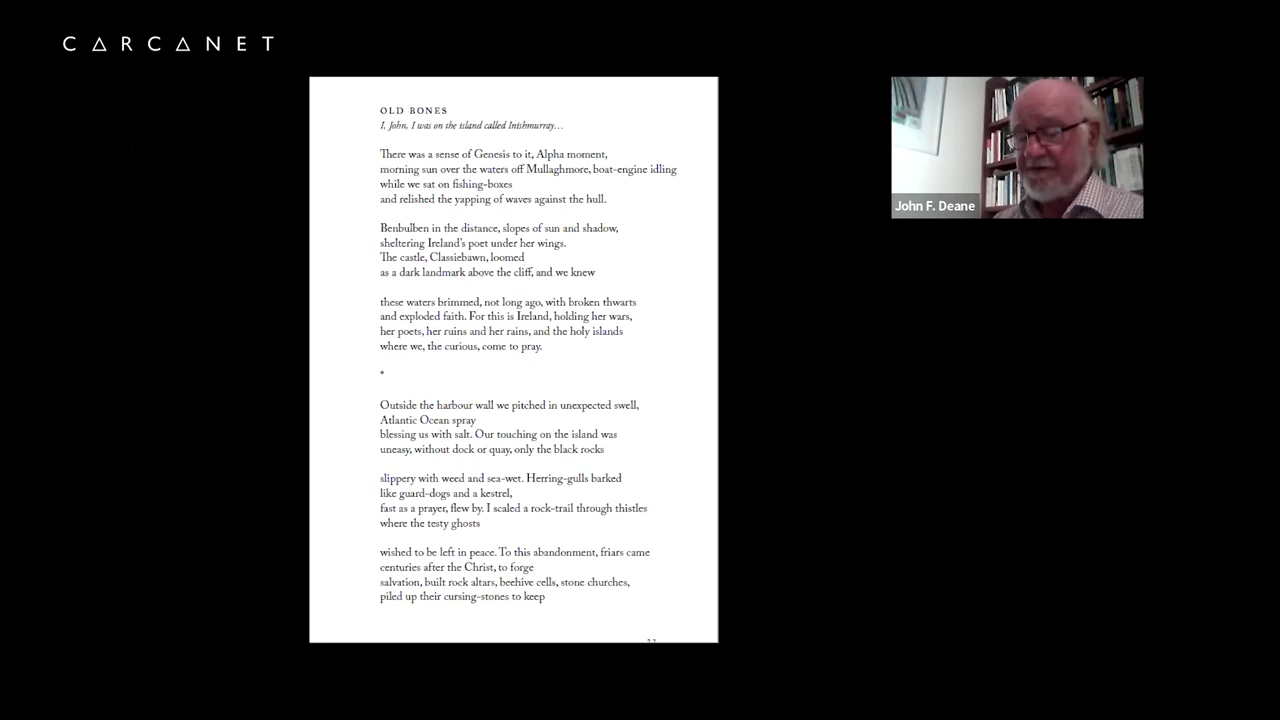 CARCANET
OLD BONES
I, John, I was on the island called Inishmurray…
There was a sense of Genesis to it, Alpha moment,
morning sun over the waters off Mullaghmore, boat-engine idling
while we sat on fishing-boxes
and relished the yapping of waves against the hull.
Benbulben in the distance, slopes of sun and shadow,
sheltering Ireland's poet under her wings.
The castle, Classiebawn, loomed
as a dark landmark above the cliff, and we knew
these waters brimmed, not long ago, with broken thwarts
and exploded faith. For this is Ireland, holding her wars,
her poets, her ruins and her rains, and the holy islands
where we, the curious, come to pray.
*
Outside the harbour wall we pitched in unexpected swell,
Atlantic Ocean spray
blessing us with salt. Our touching on the island was
uneasy, without dock or quay, only the black rocks
slippery with weed and sea-wet. Herring-gulls barked
like guard-dogs and a kestrel,
fast as a prayer, flew by. I scaled a rock-trail through thistles
where the testy ghosts
wished to be left in peace. To this abandonment, friars came
centuries after the Christ, to forge
salvation, built rock altars, beehive cells, stone churches,
piled up their cursing-stones to keep
John F. Deane